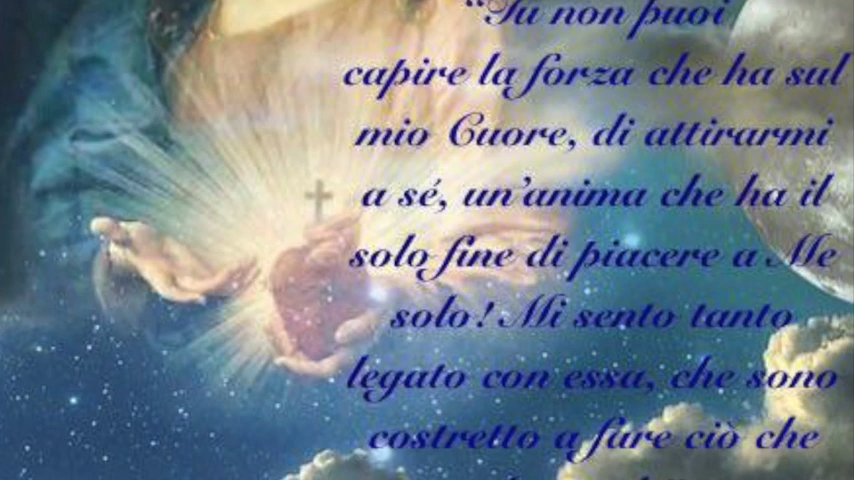 “Tu non puoi
capire la forza che ha sul
mio Cuore, di attirarmi
a sé, un’anima che ha il
solo fine di piacere a Me
solo! Mi sento tanto
legato con essa, che sono
costretto a fare ciò che